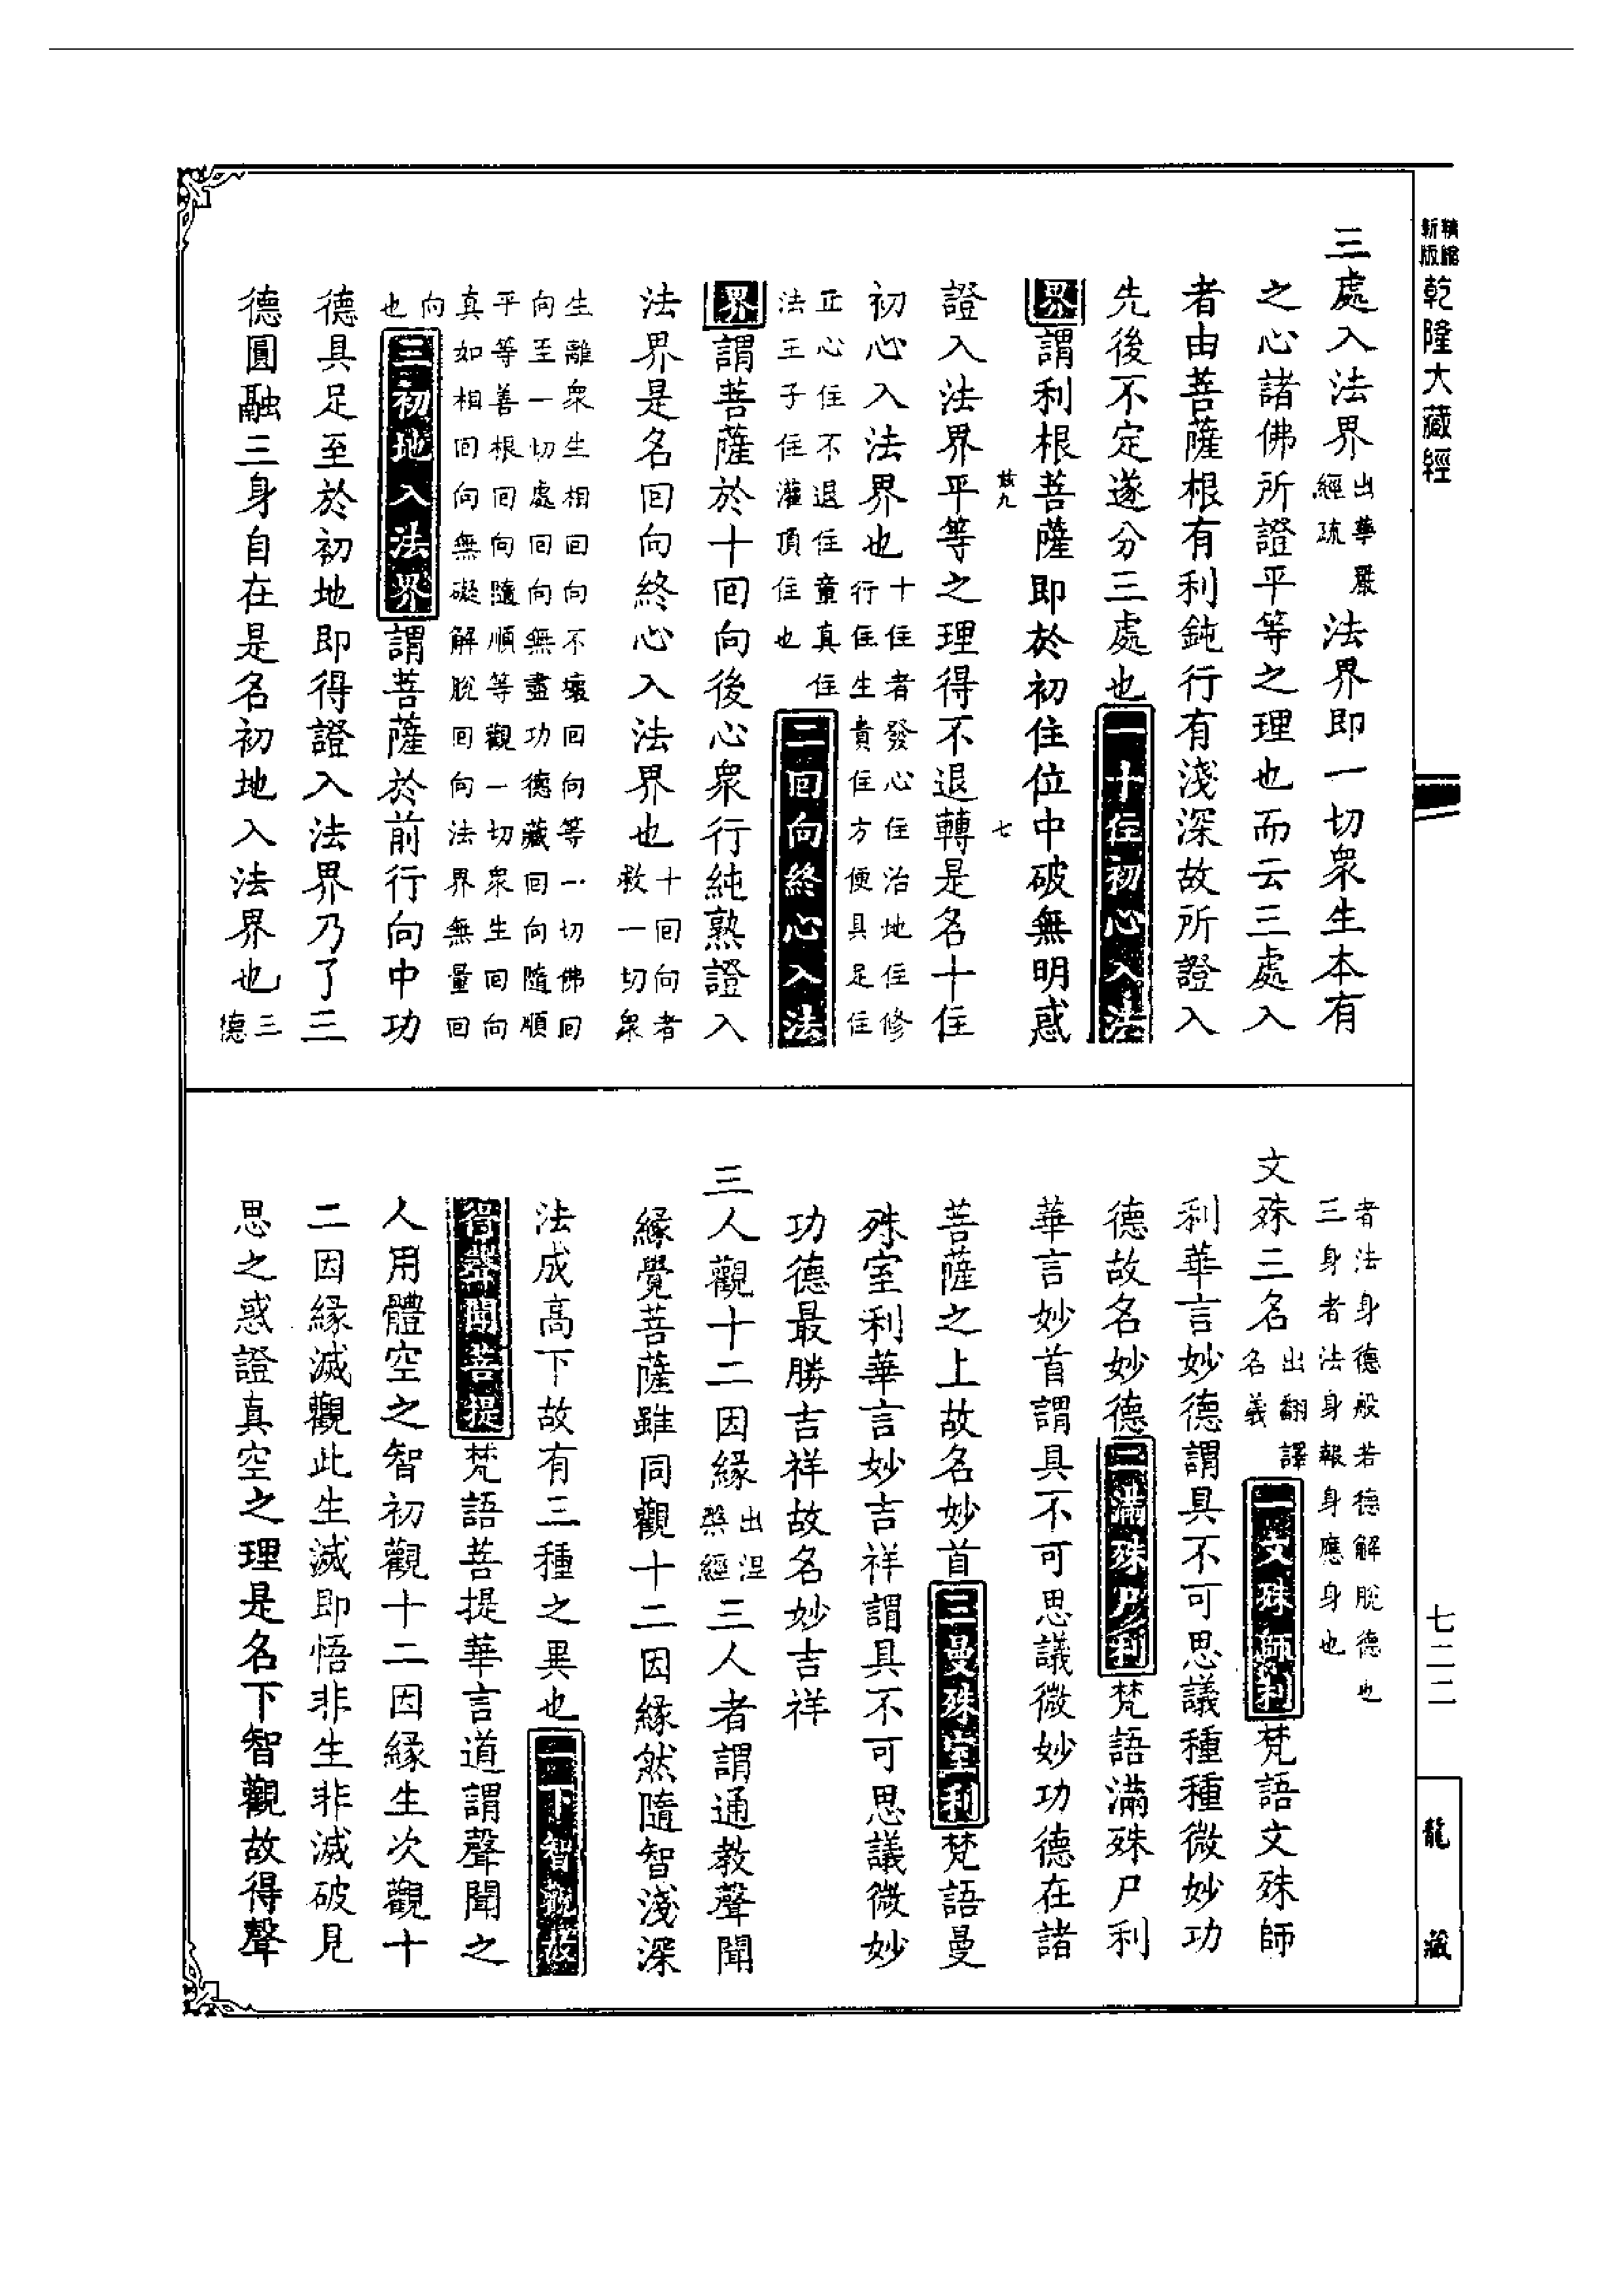 新版
乾隆大藏經
三處入法界出華嚴經疏法界即一切衆生本有
之心諸佛所證平等之理也而云三處入
者由菩薩根有利鈍行有淺深故所證入
先後不定遂分三處也一十住初心入法
界謂利根菩薩即於初住位中破無明惑
證入法界平等之理得不退轉是名十住
初心入法界也十住者發心住治地住修行住生貴住方便具足住
正心住不退住童真住法王子住灌頂住也二回向終心入法
界謂菩薩於十回向後心衆行純熟證入
法界是名回向終心入法界也十回向者救一切衆
生離衆生相回向不壞回向等一切佛回
向至一切處回向無盡功德藏回向隨順
平等善根回向隨順等觀一切衆生回向
真如相回向無礙解脫回向法界無量回
向也三初地入法界謂菩薩於前行向中功
德具足至於初地即得證入法界乃了三
德圓融三身自在是名初地入法界也三德
者法身德般若德解脫德也
三身者法身報身應身也
文殊三名出翻譯名義一文殊師利梵語文殊師
利華言妙德謂具不可思議種種微妙功
德故名妙德二滿殊尸利梵語滿殊尸利
華言妙首謂具不可思議微妙功德在諸
菩薩之上故名妙首三曼殊室利梵語曼
殊室利華言妙吉祥謂具不可思議微妙
功德最勝吉祥故名妙吉祥
三人觀十二因緣出涅槃經三人者謂通教聲聞
緣覺菩薩雖同觀十二因緣然隨智淺深
法成高下故有三種之異也一下智觀故
得聲聞菩提梵語菩提華言道謂聲聞之
人用體空之智初觀十二因緣生次觀十
二因緣滅觀此生滅即悟非生非滅破見
思之惑證真空之理是名下智觀故得聲
七二二
龍藏